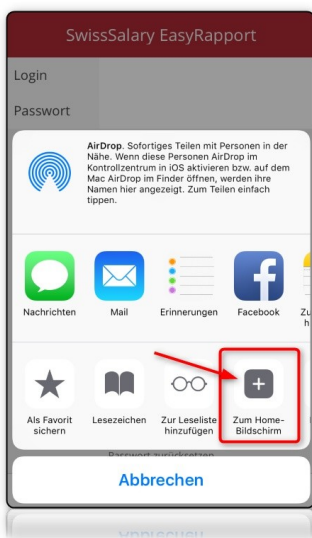 SwissSalary EasyRapport
Login
Passwort
AirDrop. Sofortiges Teilen mit Personen in der
Nähe. Wenn diese Personen AirDrop im
Kontrollzentrum in iOS aktivieren bzw. auf dem
Mac AirDrop im Finder öffnen, werden ihre
Namen hier angezeigt. Zum Teilen einfach
tippen.
Nachrichten
Mail
Erinnerungen
Facebook
Als Favorit
sichern
Lesezeichen
Zur Leseliste
hinzufügen
Zum Home-
Bildschirm
Passwort zurücksetzen
Abbrechen